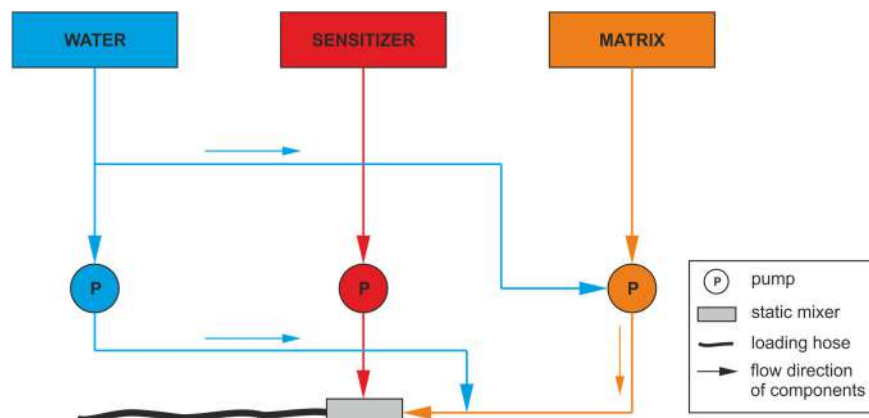 WATER
SENSITIZER
MATRIX
P
P
P
P
pump
static mixer
loading hose
flow direction
of components